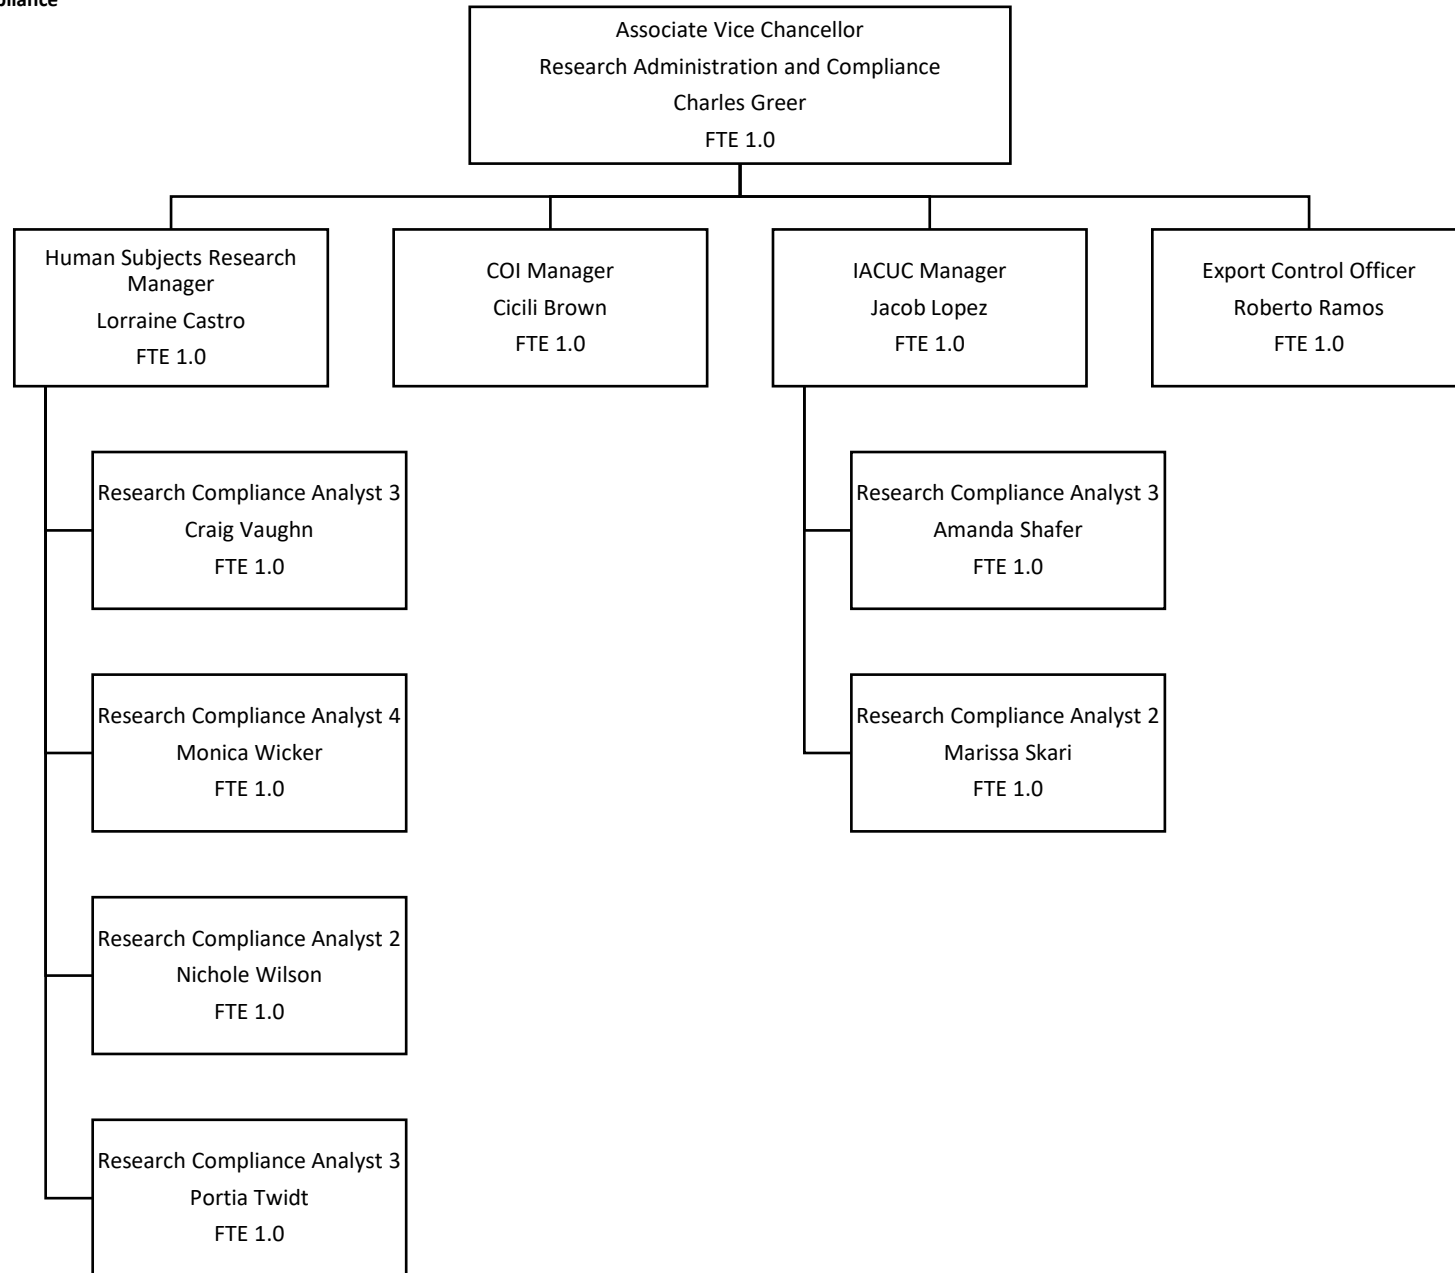 Associate Vice Chancellor
Research Administration and Compliance
Charles Greer
FTE 1.0
Human Subjects Research
Manager
Lorraine Castro
FTE 1.0
COI Manager
Cicili Brown
FTE 1.0
IACUC Manager
Jacob Lopez
FTE 1.0
Export Control Officer
Roberto Ramos
FTE 1.0
Research Compliance Analyst 3
Craig Vaughn
FTE 1.0
Research Compliance Analyst 4
Monica Wicker
FTE 1.0
Research Compliance Analyst 2
Nichole Wilson
FTE 1.0
Research Compliance Analyst 3
Portia Twidt
FTE 1.0
Research Compliance Analyst 3
Amanda Shafer
FTE 1.0
Research Compliance Analyst 2
Marissa Skari
FTE 1.0